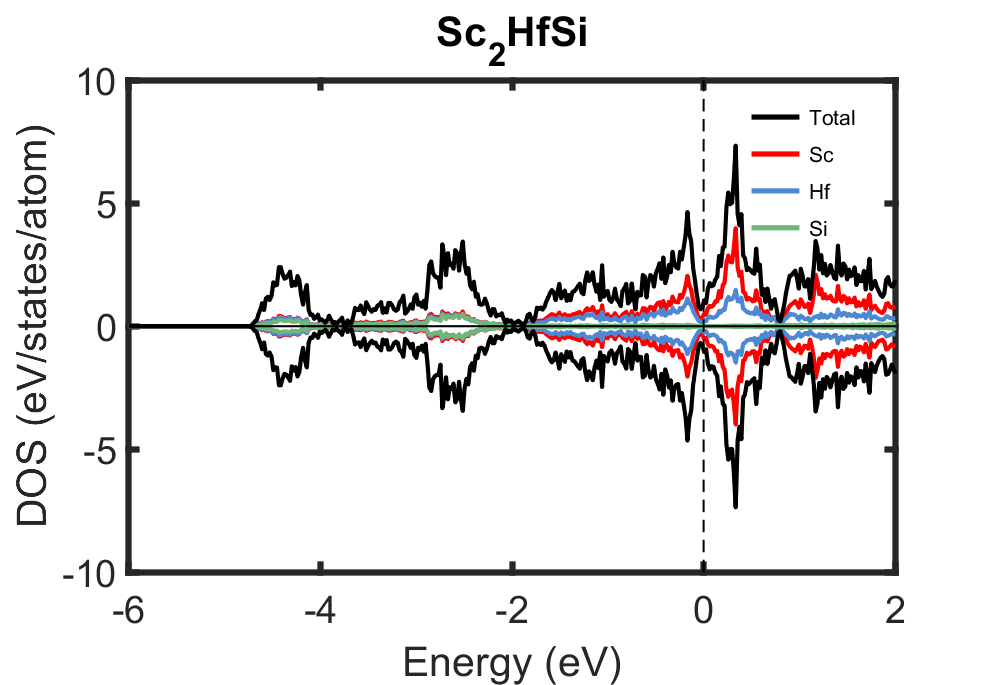 Sc₂HfSi
10
5
0
-5
-10
DOS (eV/states/atom)
Total
Sc
Hf
Si
-6 -4 -2 0 2
Energy (eV)